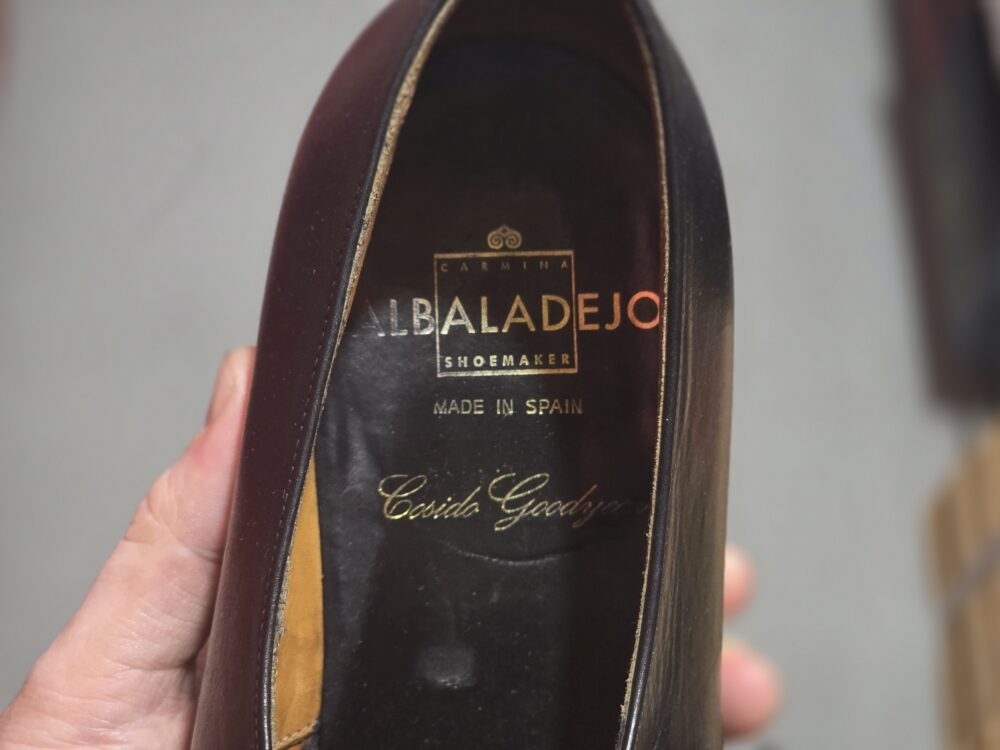 CARMINA
ALBALADEJO
SHOEMAKER
MADE IN SPAIN
Cosido Goodyear